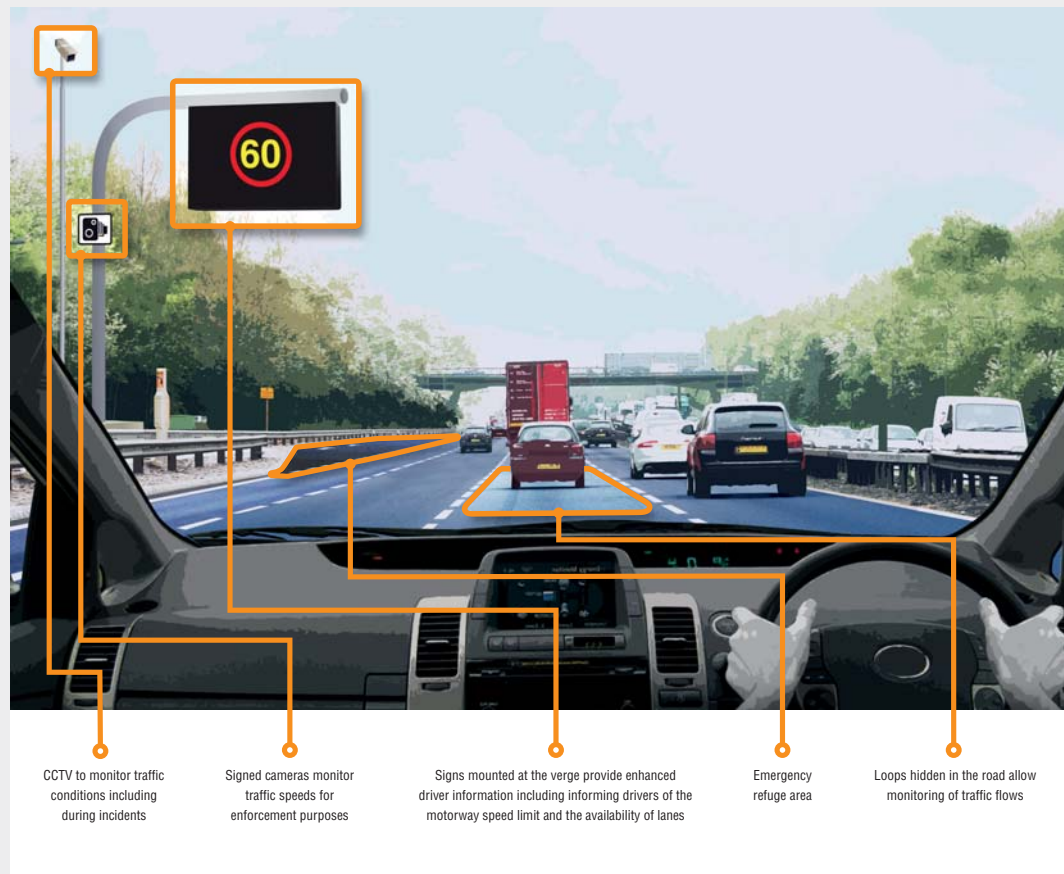 60
CCTV to monitor traffic
conditions including
during incidents
Signed cameras monitor
traffic speeds for
enforcement purposes
Signs mounted at the verge provide enhanced
driver information including informing drivers of the
motorway speed limit and the availability of lanes
Emergency
refuge area
Loops hidden in the road allow
monitoring of traffic flows